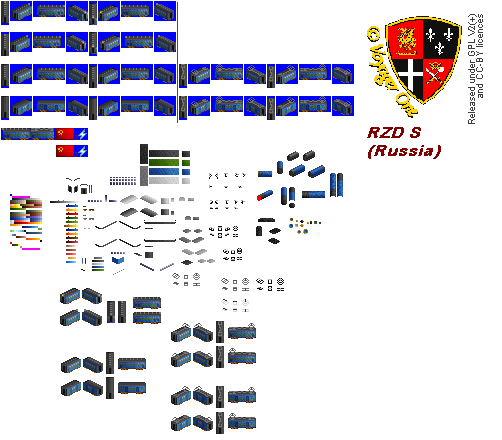 © Voyager One
RZD S
(Russia)
Released under GPL V2(+)
and CC-BY licences